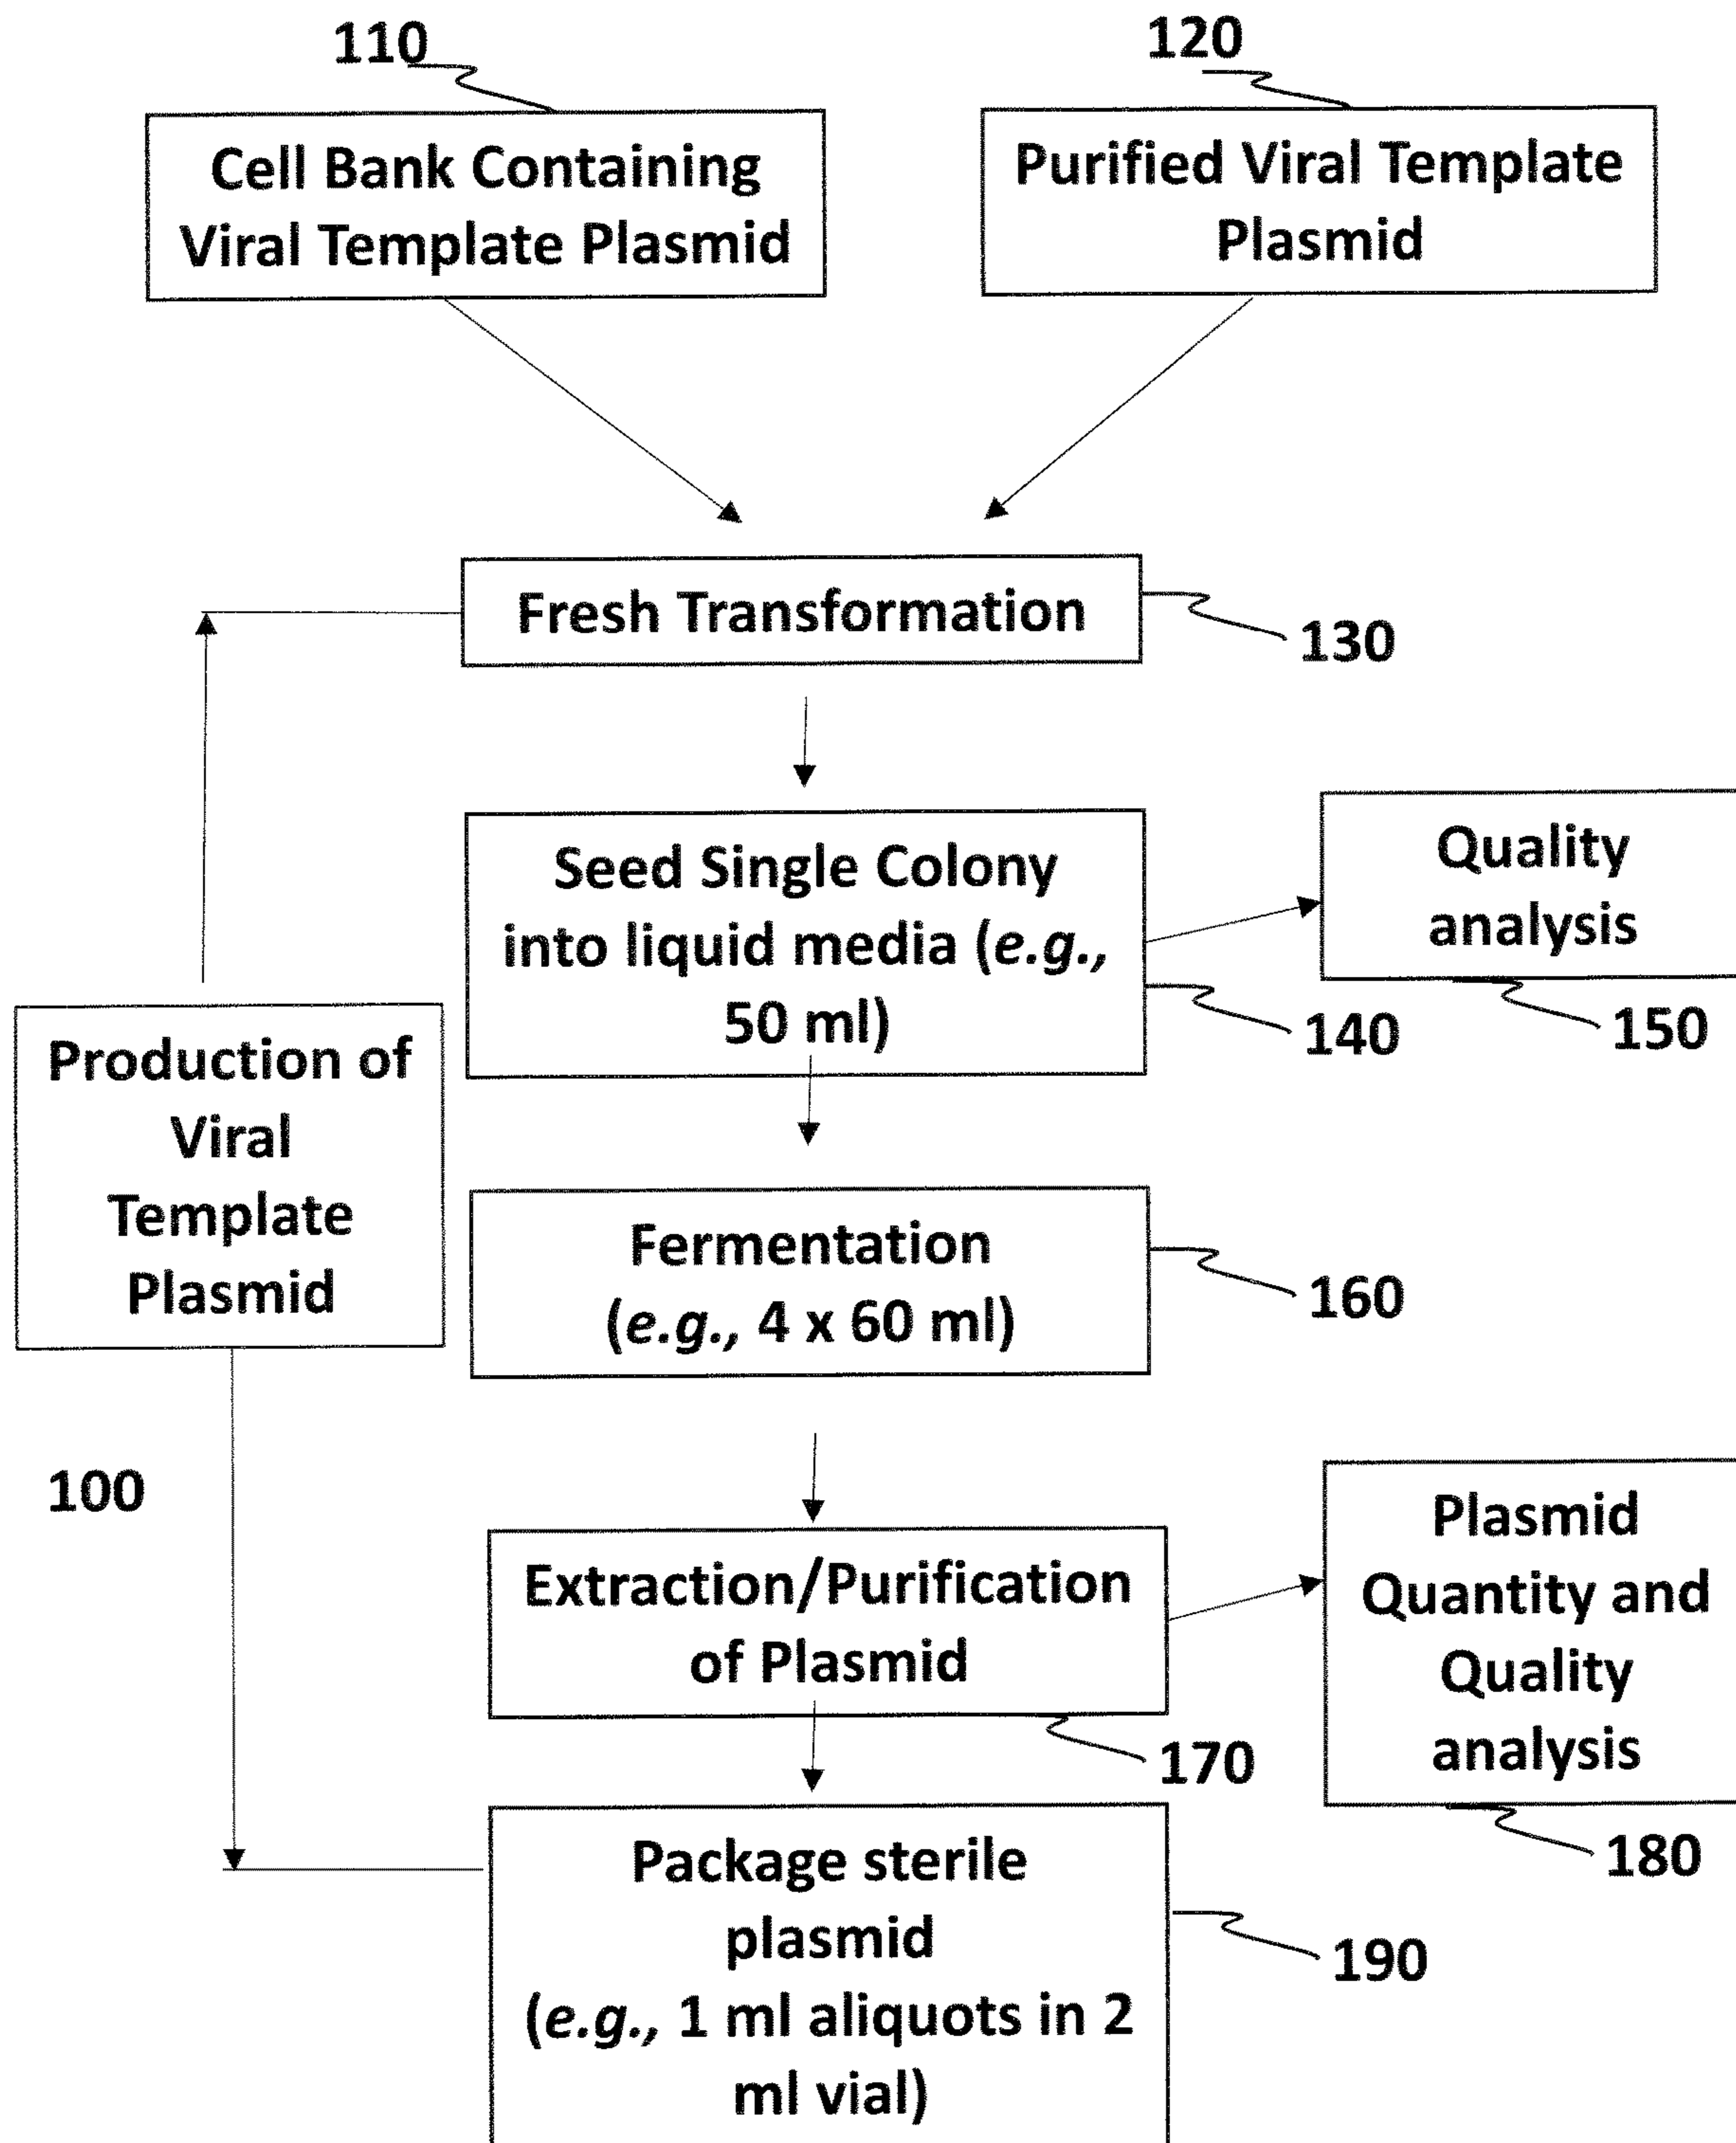 110
120
Cell Bank Containing
Viral Template Plasmid
Purified Viral Template
Plasmid
Fresh Transformation
130
Seed Single Colony
into liquid media (e.g.,
50 ml)
140
Quality
analysis
150
Production of
Viral
Template
Plasmid
100
Fermentation
(e.g., 4 x 60 ml)
160
Extraction/Purification
of Plasmid
170
Plasmid
Quantity and
Quality
analysis
180
Package sterile
plasmid
(e.g., 1 ml aliquots in 2
ml vial)
190